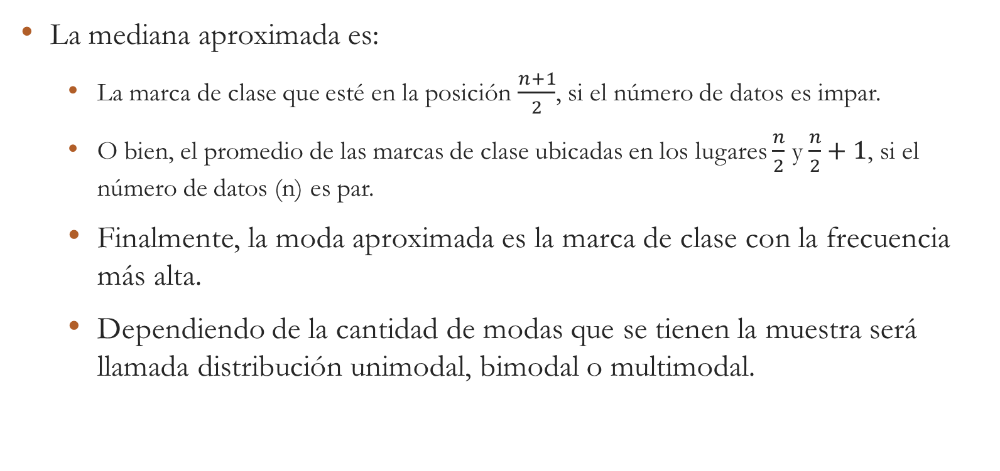 • La mediana aproximada es:
• La marca de clase que esté en la posición \frac{n+1}{2}, si el número de datos es impar.
• O bien, el promedio de las marcas de clase ubicadas en los lugares \frac{n}{2} y \frac{n}{2} + 1, si el
número de datos (n) es par.
• Finalmente, la moda aproximada es la marca de clase con la frecuencia
más alta.
• Dependiendo de la cantidad de modas que se tienen la muestra será
llamada distribución unimodal, bimodal o multimodal.